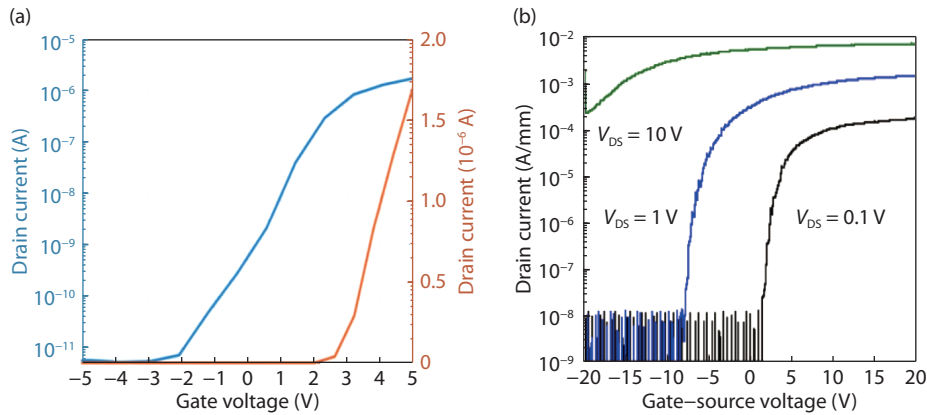 (a)
10⁻⁵
10⁻⁶
10⁻⁷
10⁻⁸
10⁻⁹
10⁻¹⁰
10⁻¹¹
Drain current (A)
2.0
1.5
1.0
0.5
0
Drain current (10⁻⁶ A)
−5 −4 −3 −2 −1 0 1 2 3 4 5
Gate voltage (V)
(b)
10⁻²
10⁻³
10⁻⁴
10⁻⁵
10⁻⁶
10⁻⁷
10⁻⁸
10⁻⁹
Drain current (A/mm)
V_DS = 10 V
V_DS = 1 V
V_DS = 0.1 V
−20 −15 −10 −5 0 5 10 15 20
Gate−source voltage (V)